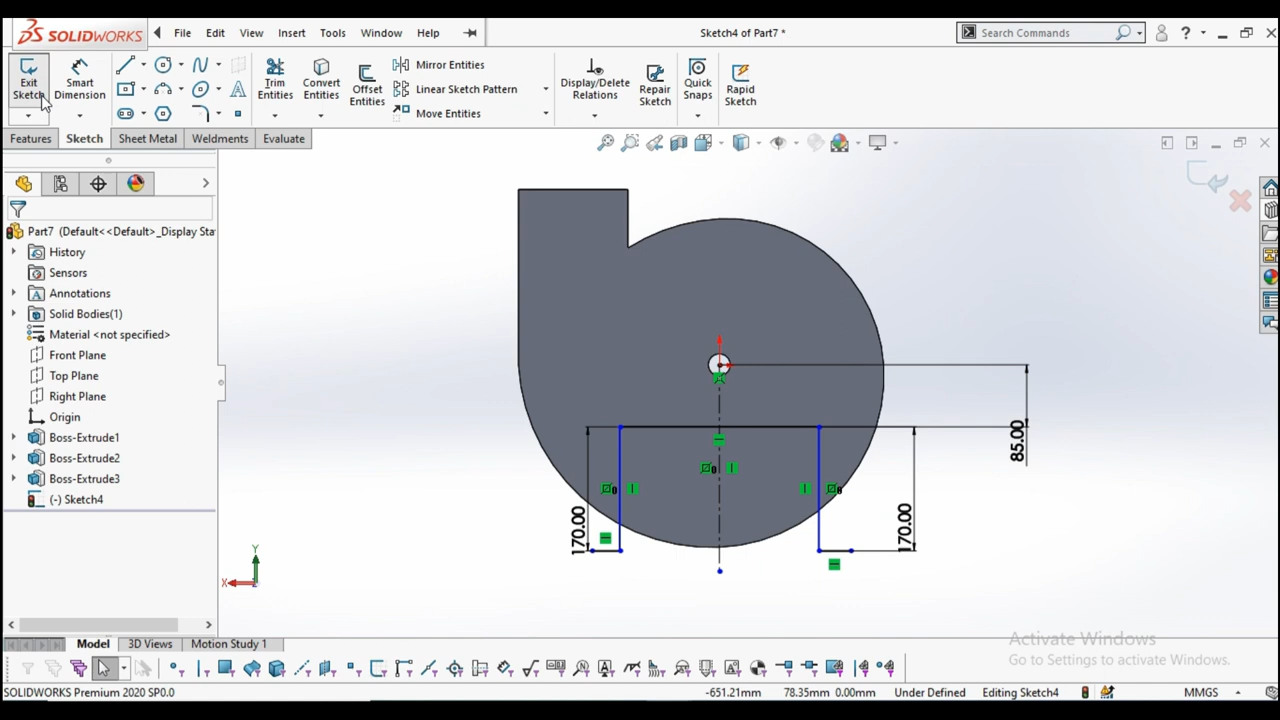 SOLIDWORKS
File Edit View Insert Tools Window Help
Sketch4 of Part7 *
Search Commands
?
Exit Sketch
Smart Dimension
Trim Entities
Convert Entities
Offset Entities
Mirror Entities
Linear Sketch Pattern
Move Entities
Display/Delete Relations
Repair Sketch
Quick Snaps
Rapid Sketch
Features Sketch Sheet Metal Weldments Evaluate
Part7 (Default<<Default>_Display Sta
History
Sensors
Annotations
Solid Bodies(1)
Material <not specified>
Front Plane
Top Plane
Right Plane
Origin
Boss-Extrude1
Boss-Extrude2
Boss-Extrude3
(-) Sketch4
85.00
170.00
170.00
Y
X
Activate Windows
Go to Settings to activate Windows.
Model 3D Views Motion Study 1
SOLIDWORKS Premium 2020 SP0.0
-651.21mm 78.35mm 0.00mm Under Defined Editing Sketch4 MMGS